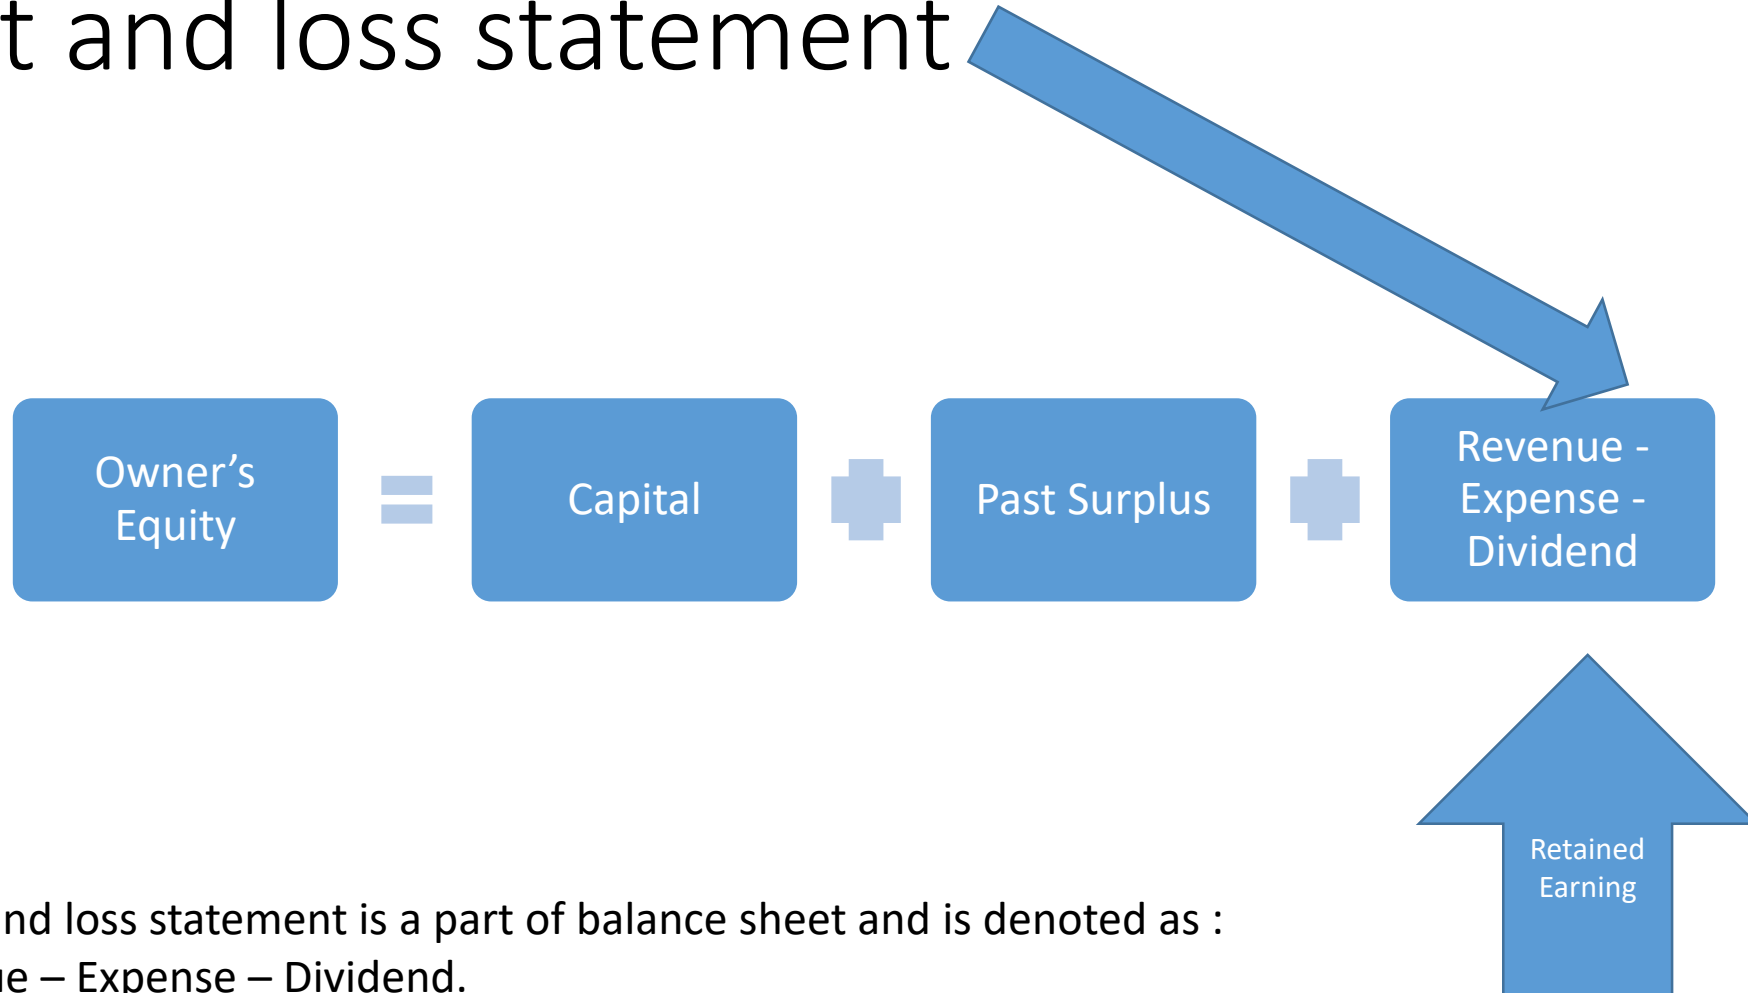 t and loss statement
Owner’s
Equity
Capital
Past Surplus
Revenue -
Expense -
Dividend
Retained
Earning
nd loss statement is a part of balance sheet and is denoted as :
ue – Expense – Dividend.